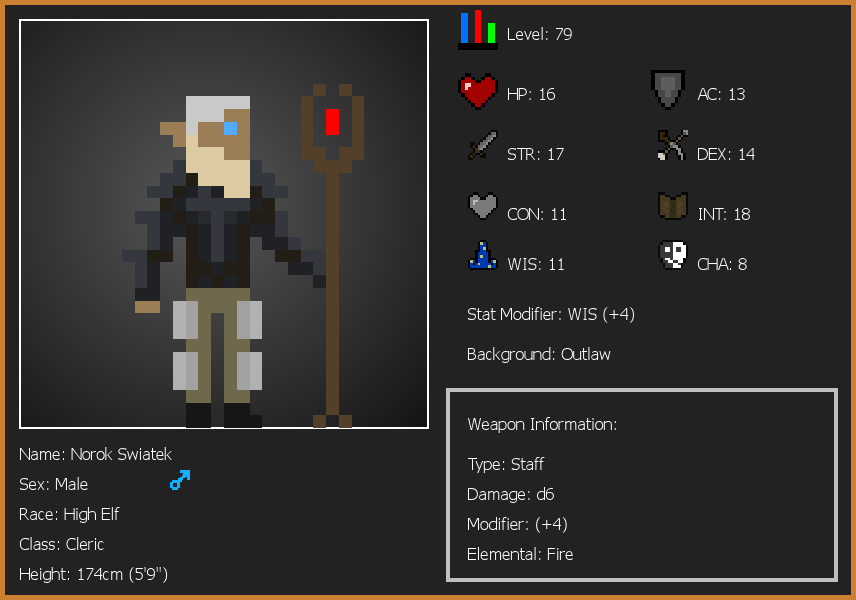 Level: 79
HP: 16
AC: 13
STR: 17
DEX: 14
CON: 11
INT: 18
WIS: 11
CHA: 8
Stat Modifier: WIS (+4)
Background: Outlaw
Weapon Information:
Type: Staff
Damage: d6
Modifier: (+4)
Elemental: Fire
Name: Norok Swiatek
Sex: Male
Race: High Elf
Class: Cleric
Height: 174cm (5'9")